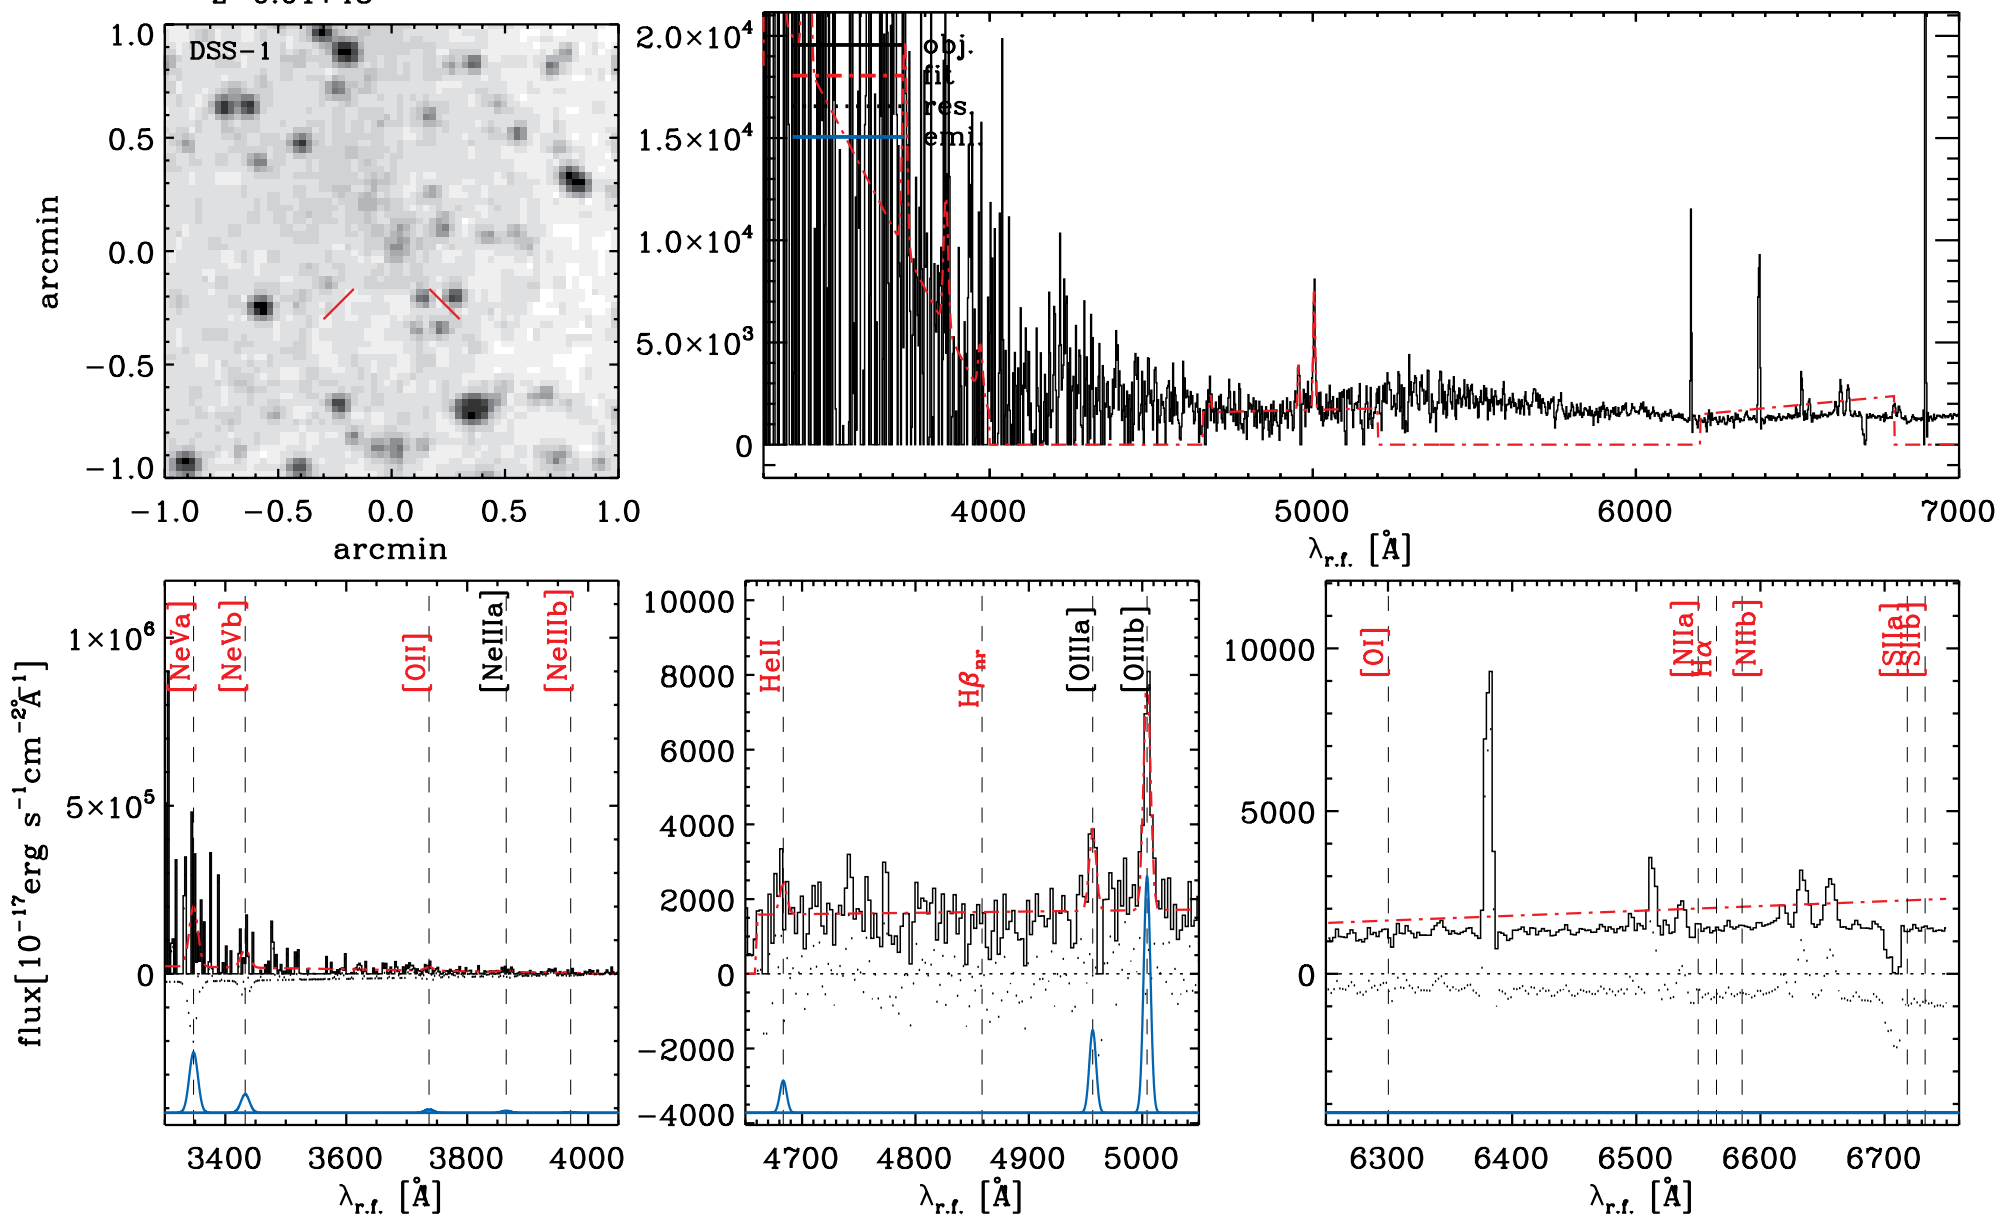 DSS-1
1.0
0.5
0.0
−0.5
−1.0
arcmin
−1.0 −0.5 0.0 0.5 1.0
arcmin
2.0×10⁴
1.5×10⁴
1.0×10⁴
5.0×10³
0
obj.
fit
res.
emi.
4000 5000 6000 7000
λr.f. [Å]
flux[10⁻¹⁷erg s⁻¹cm⁻²Å⁻¹]
1×10⁶
5×10⁵
0
[NeVa]
[NeVb]
[OII]
[NeIIIa]
[NeIIIb]
3400 3600 3800 4000
λr.f. [Å]
10000
8000
6000
4000
2000
0
−2000
−4000
HeII
Hβnr
[OIIIa]
[OIIIb]
4700 4800 4900 5000
λr.f. [Å]
10000
5000
0
[OI]
[NIIa]
Hα
[NIIb]
[SIIa]
[SIIb]
6300 6400 6500 6600 6700
λr.f. [Å]